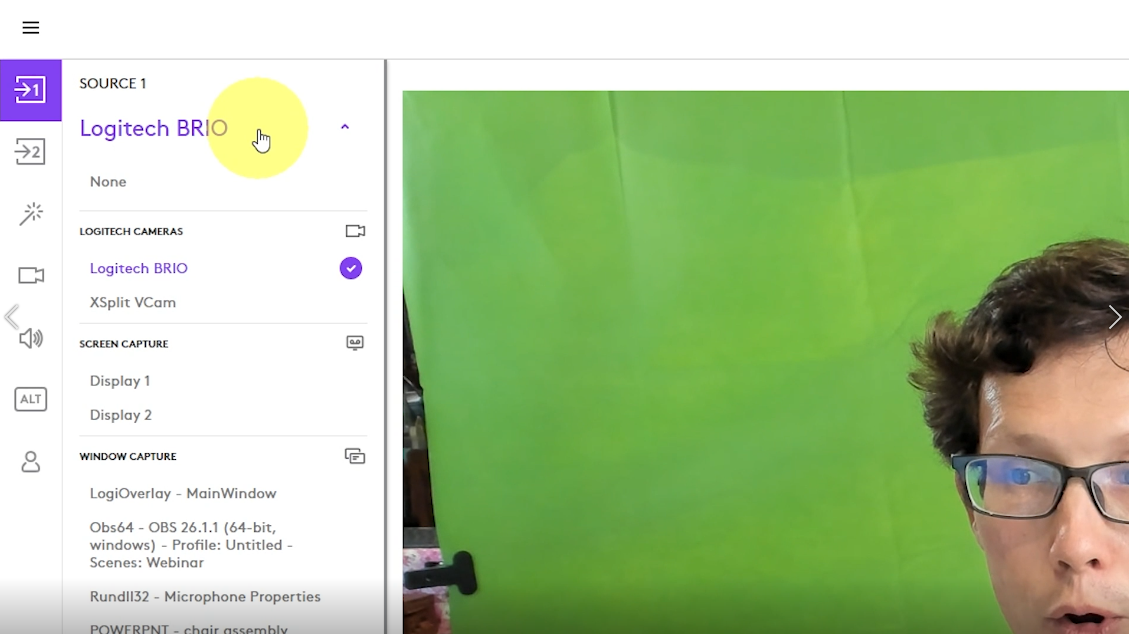 SOURCE 1
1
Logitech BRIO
2
None
LOGITECH CAMERAS
Logitech BRIO
XSplit VCam
SCREEN CAPTURE
Display 1
ALT
Display 2
WINDOW CAPTURE
LogiOverlay - MainWindow
Obs64 - OBS 26.1.1 (64-bit,
windows) - Profile: Untitled -
Scenes: Webinar
Rundll32 - Microphone Properties
POWERPNT - chair assembly